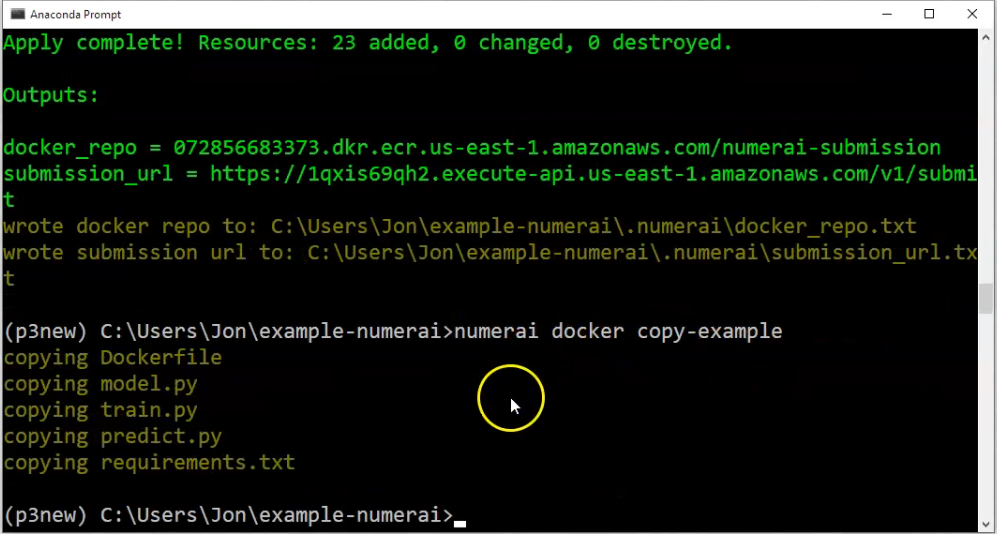 Anaconda Prompt
Apply complete! Resources: 23 added, 0 changed, 0 destroyed.
Outputs:
docker_repo = 072856683373.dkr.ecr.us-east-1.amazonaws.com/numerai-submission
submission_url = https://1qxis69qh2.execute-api.us-east-1.amazonaws.com/v1/submi
t
wrote docker repo to: C:\Users\Jon\example-numerai\.numerai\docker_repo.txt
wrote submission url to: C:\Users\Jon\example-numerai\.numerai\submission_url.tx
t
(p3new) C:\Users\Jon\example-numerai>numerai docker copy-example
copying Dockerfile
copying model.py
copying train.py
copying predict.py
copying requirements.txt
(p3new) C:\Users\Jon\example-numerai>